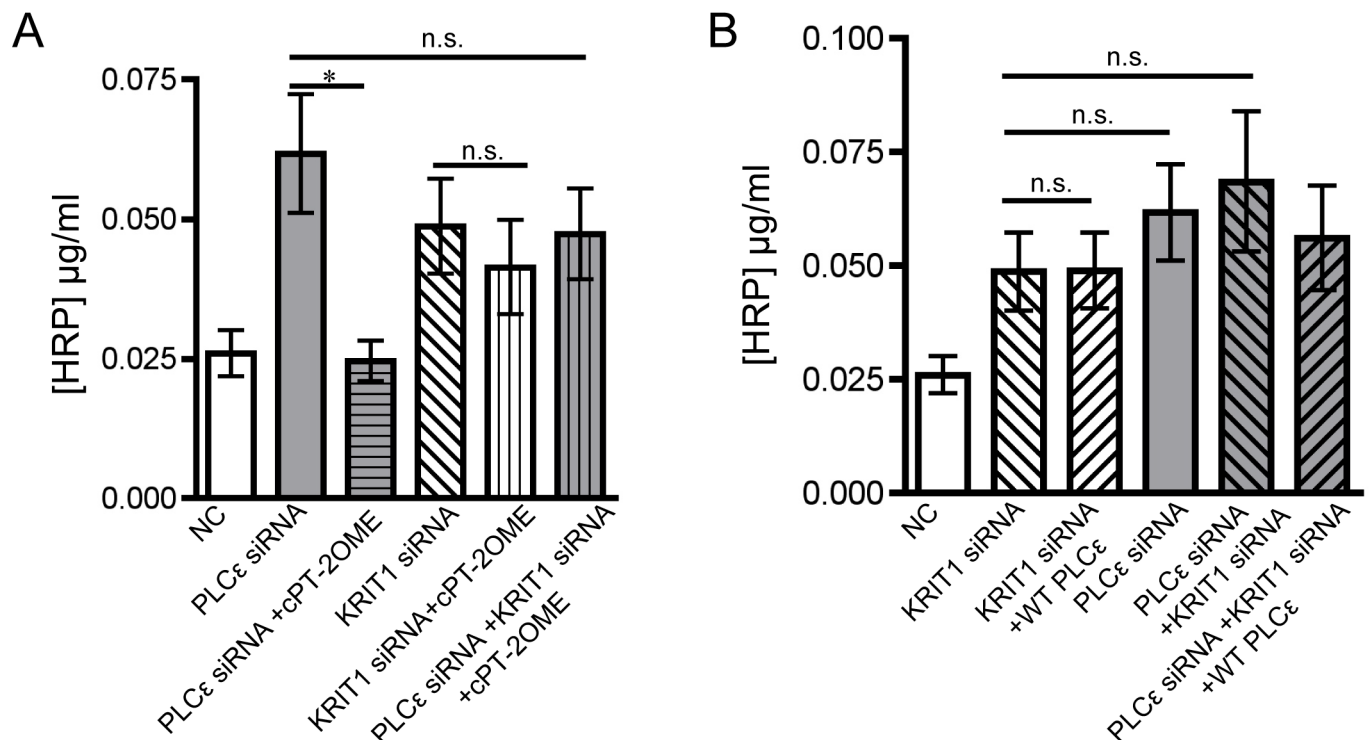 A
B
n.s.
*
n.s.
0.075
0.050
0.025
0.000
[HRP] µg/ml
NC
PLCε siRNA
PLCε siRNA +cPT-2OME
KRIT1 siRNA
KRIT1 siRNA+cPT-2OME
PLCε siRNA +KRIT1 siRNA
+cPT-2OME
n.s.
n.s.
n.s.
0.100
0.075
0.050
0.025
0.000
[HRP] µg/ml
NC
KRIT1 siRNA
KRIT1 siRNA
+WT PLCε
PLCε siRNA
PLCε siRNA
+KRIT1 siRNA
PLCε siRNA +KRIT1 siRNA
+WT PLCε